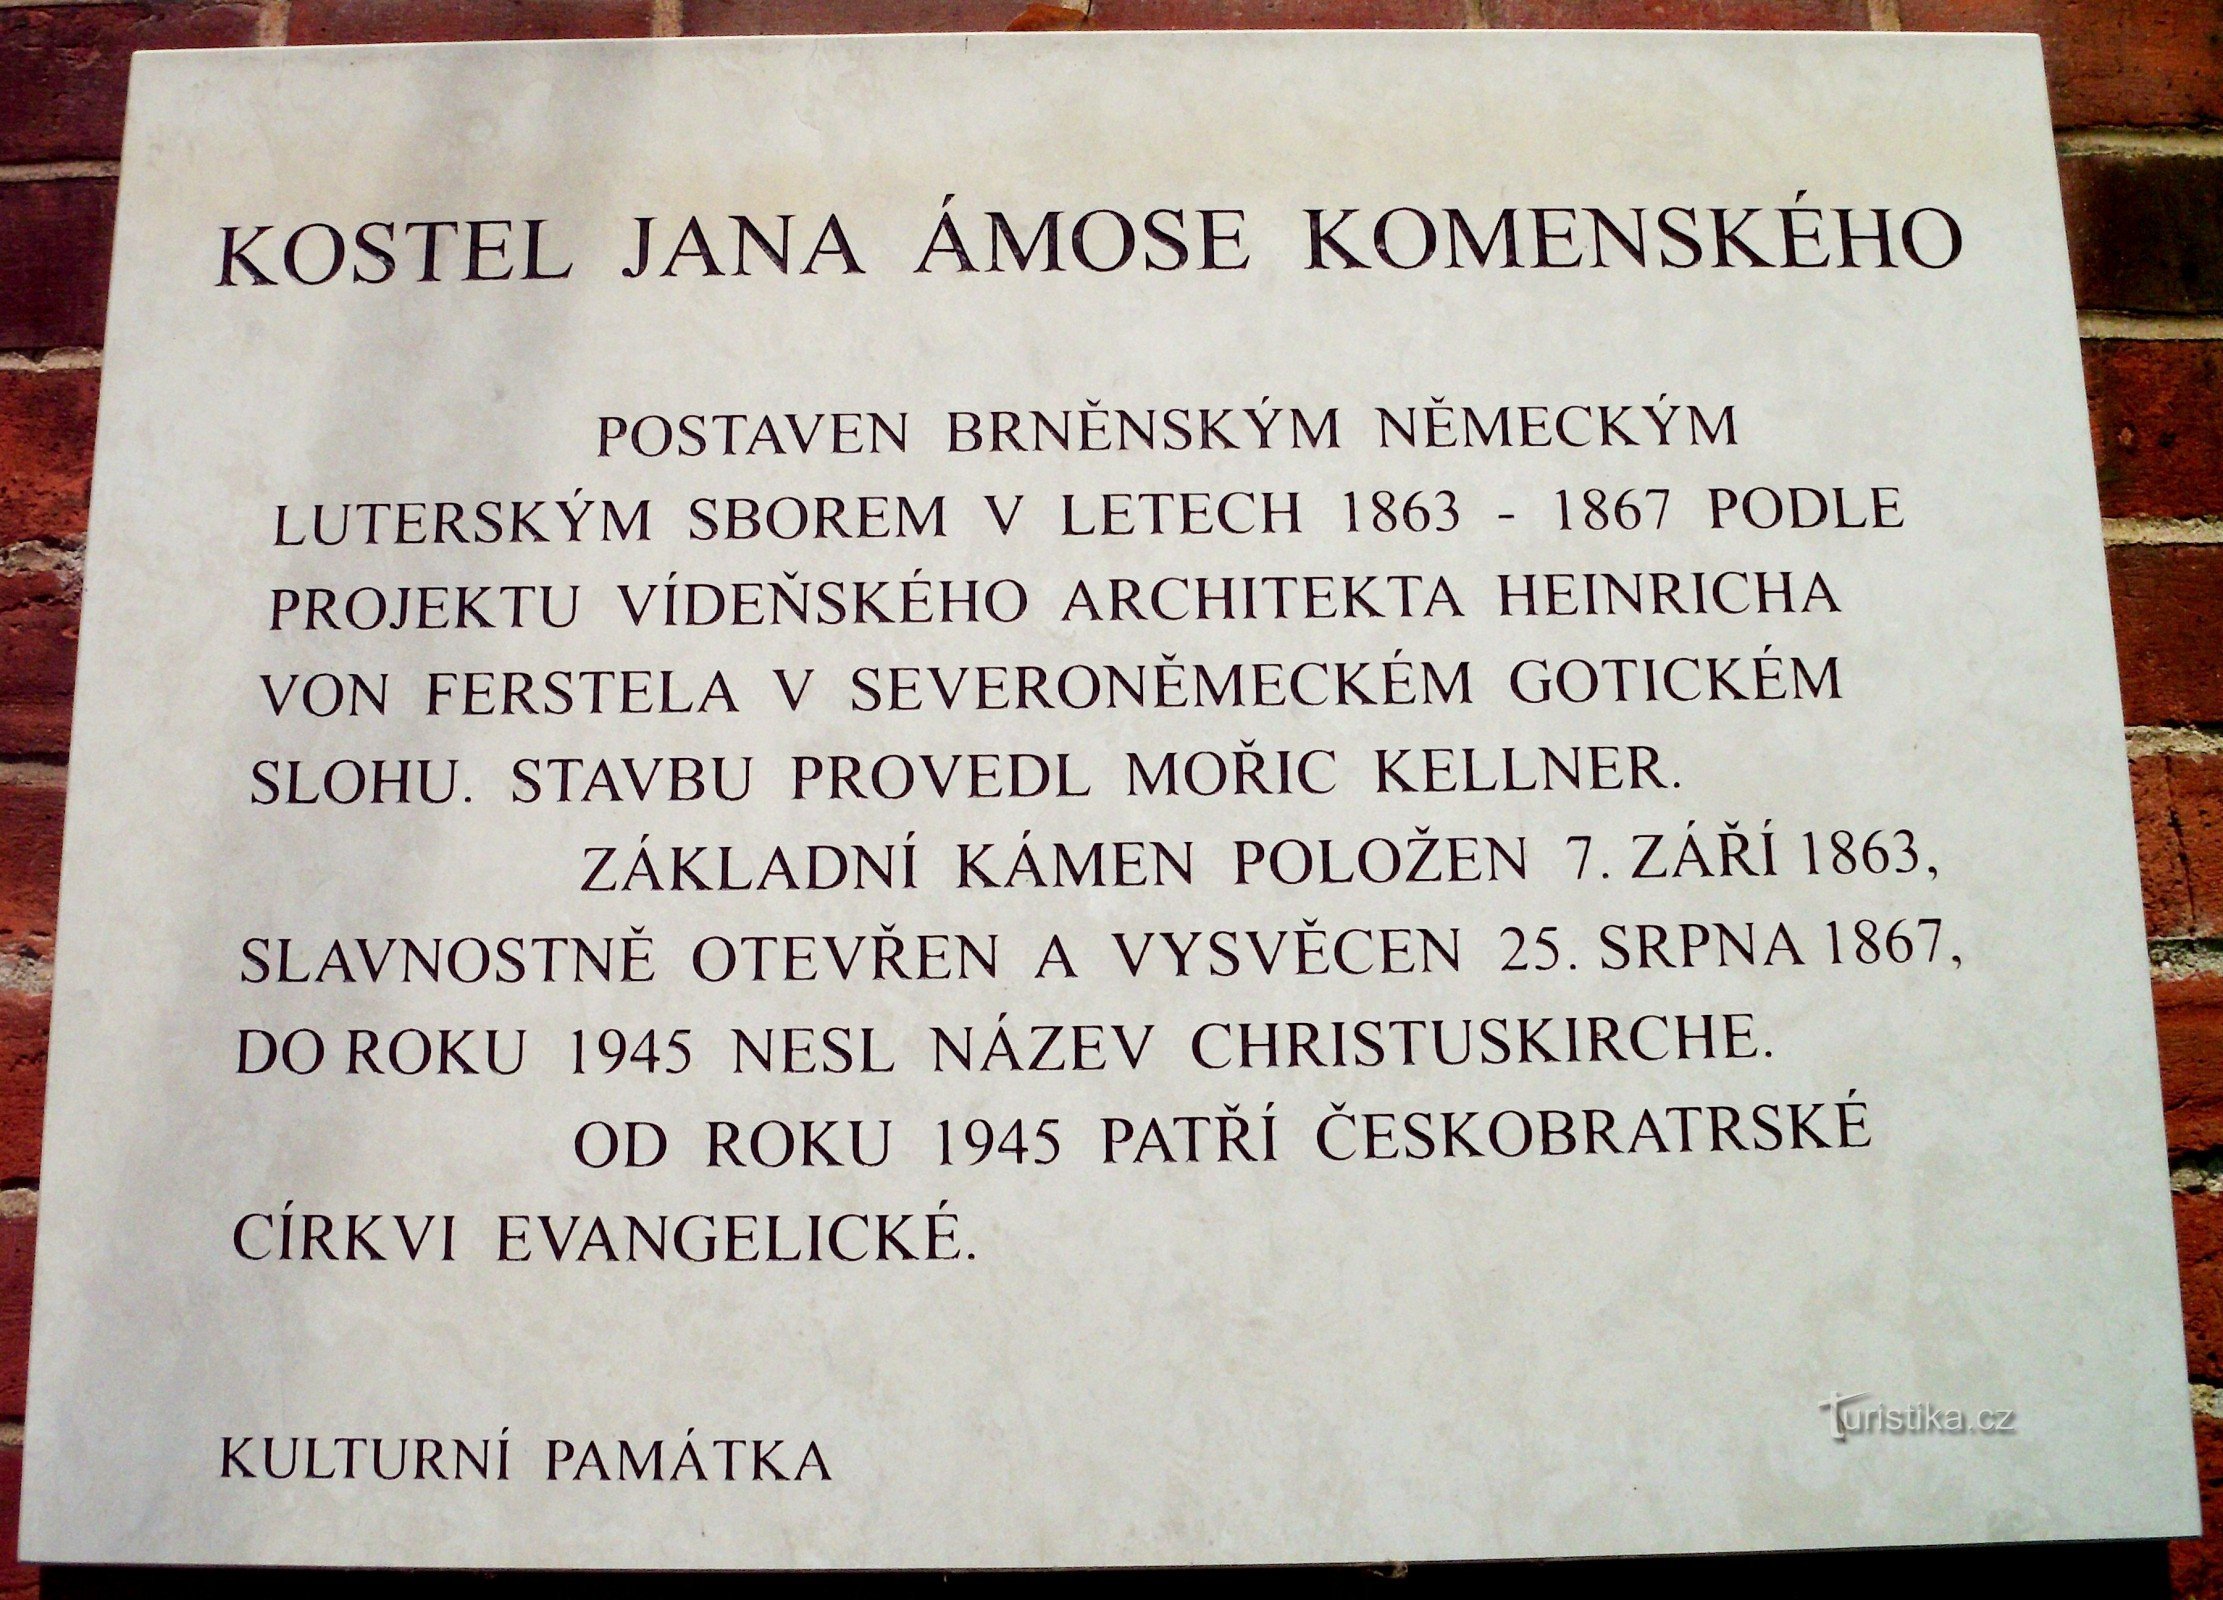 KOSTEL JANA ÁMOSE KOMENSKÉHO
POSTAVEN BRNĚNSKÝM NĚMECKÝM
LUTERSKÝM SBOREM V LETECH 1863 - 1867 PODLE
PROJEKTU VÍDEŇSKÉHO ARCHITEKTA HEINRICHA
VON FERSTELA V SEVERONĚMECKÉM GOTICKÉM
SLOHU. STAVBU PROVEDL MOŘIC KELLNER.
ZÁKLADNÍ KÁMEN POLOŽEN 7. ZÁŘÍ 1863,
SLAVNOSTNĚ OTEVŘEN A VYSVĚCEN 25. SRPNA 1867,
DO ROKU 1945 NESL NÁZEV CHRISTUSKIRCHE.
OD ROKU 1945 PATŘÍ ČESKOBRATRSKÉ
CÍRKVI EVANGELICKÉ.
KULTURNÍ PAMÁTKA
Turistika.cz